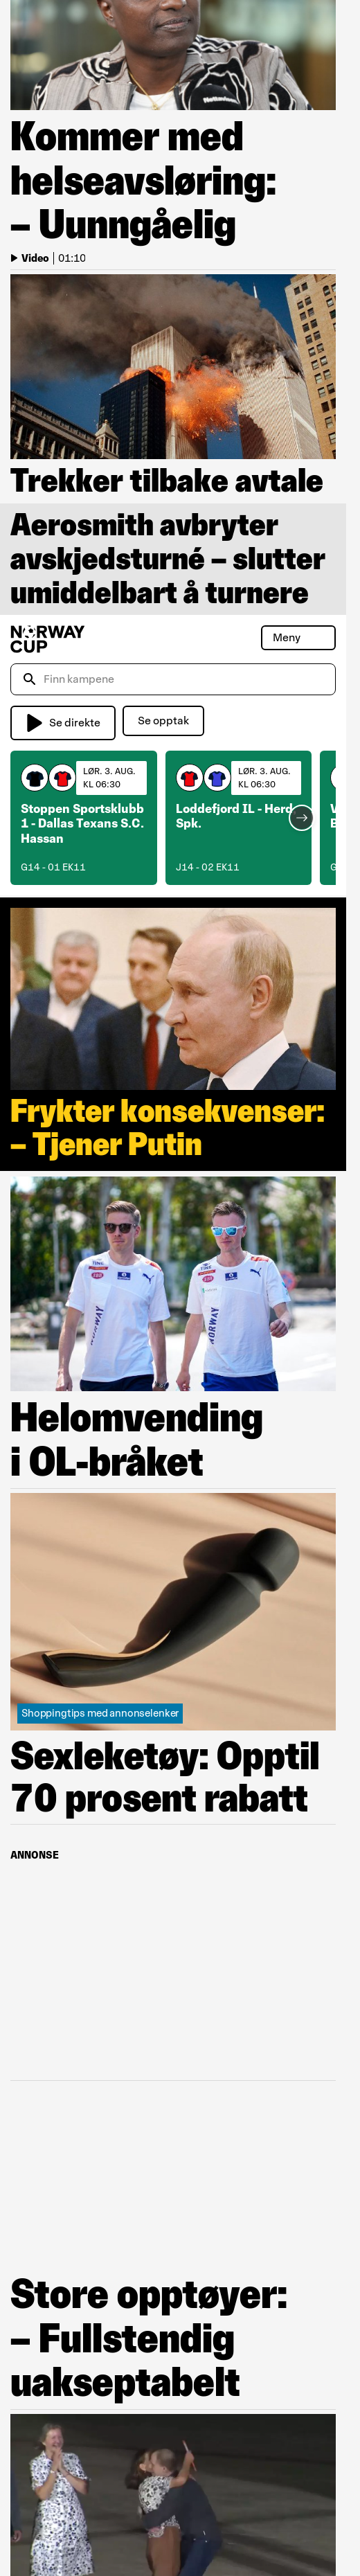 Kommer med
helseavsløring:
– Uunngåelig
Video | 01:10
Trekker tilbake avtale
Aerosmith avbryter
avskjedsturné – slutter
umiddelbart å turnere
NORWAY
CUP
Meny
Finn kampene
Se direkte
Se opptak
LØR. 3. AUG.
KL 06:30
Stoppen Sportsklubb
1 - Dallas Texans S.C.
Hassan
G14 - 01 EK11
LØR. 3. AUG.
KL 06:30
Loddefjord IL - Herd
Spk.
J14 - 02 EK11
Frykter konsekvenser:
– Tjener Putin
NORWAY
NORWAY
Helomvending
i OL-bråket
Shoppingtips med annonselenker
Sexleketøy: Opptil
70 prosent rabatt
ANNONSE
Store opptøyer:
– Fullstendig
uakseptabelt